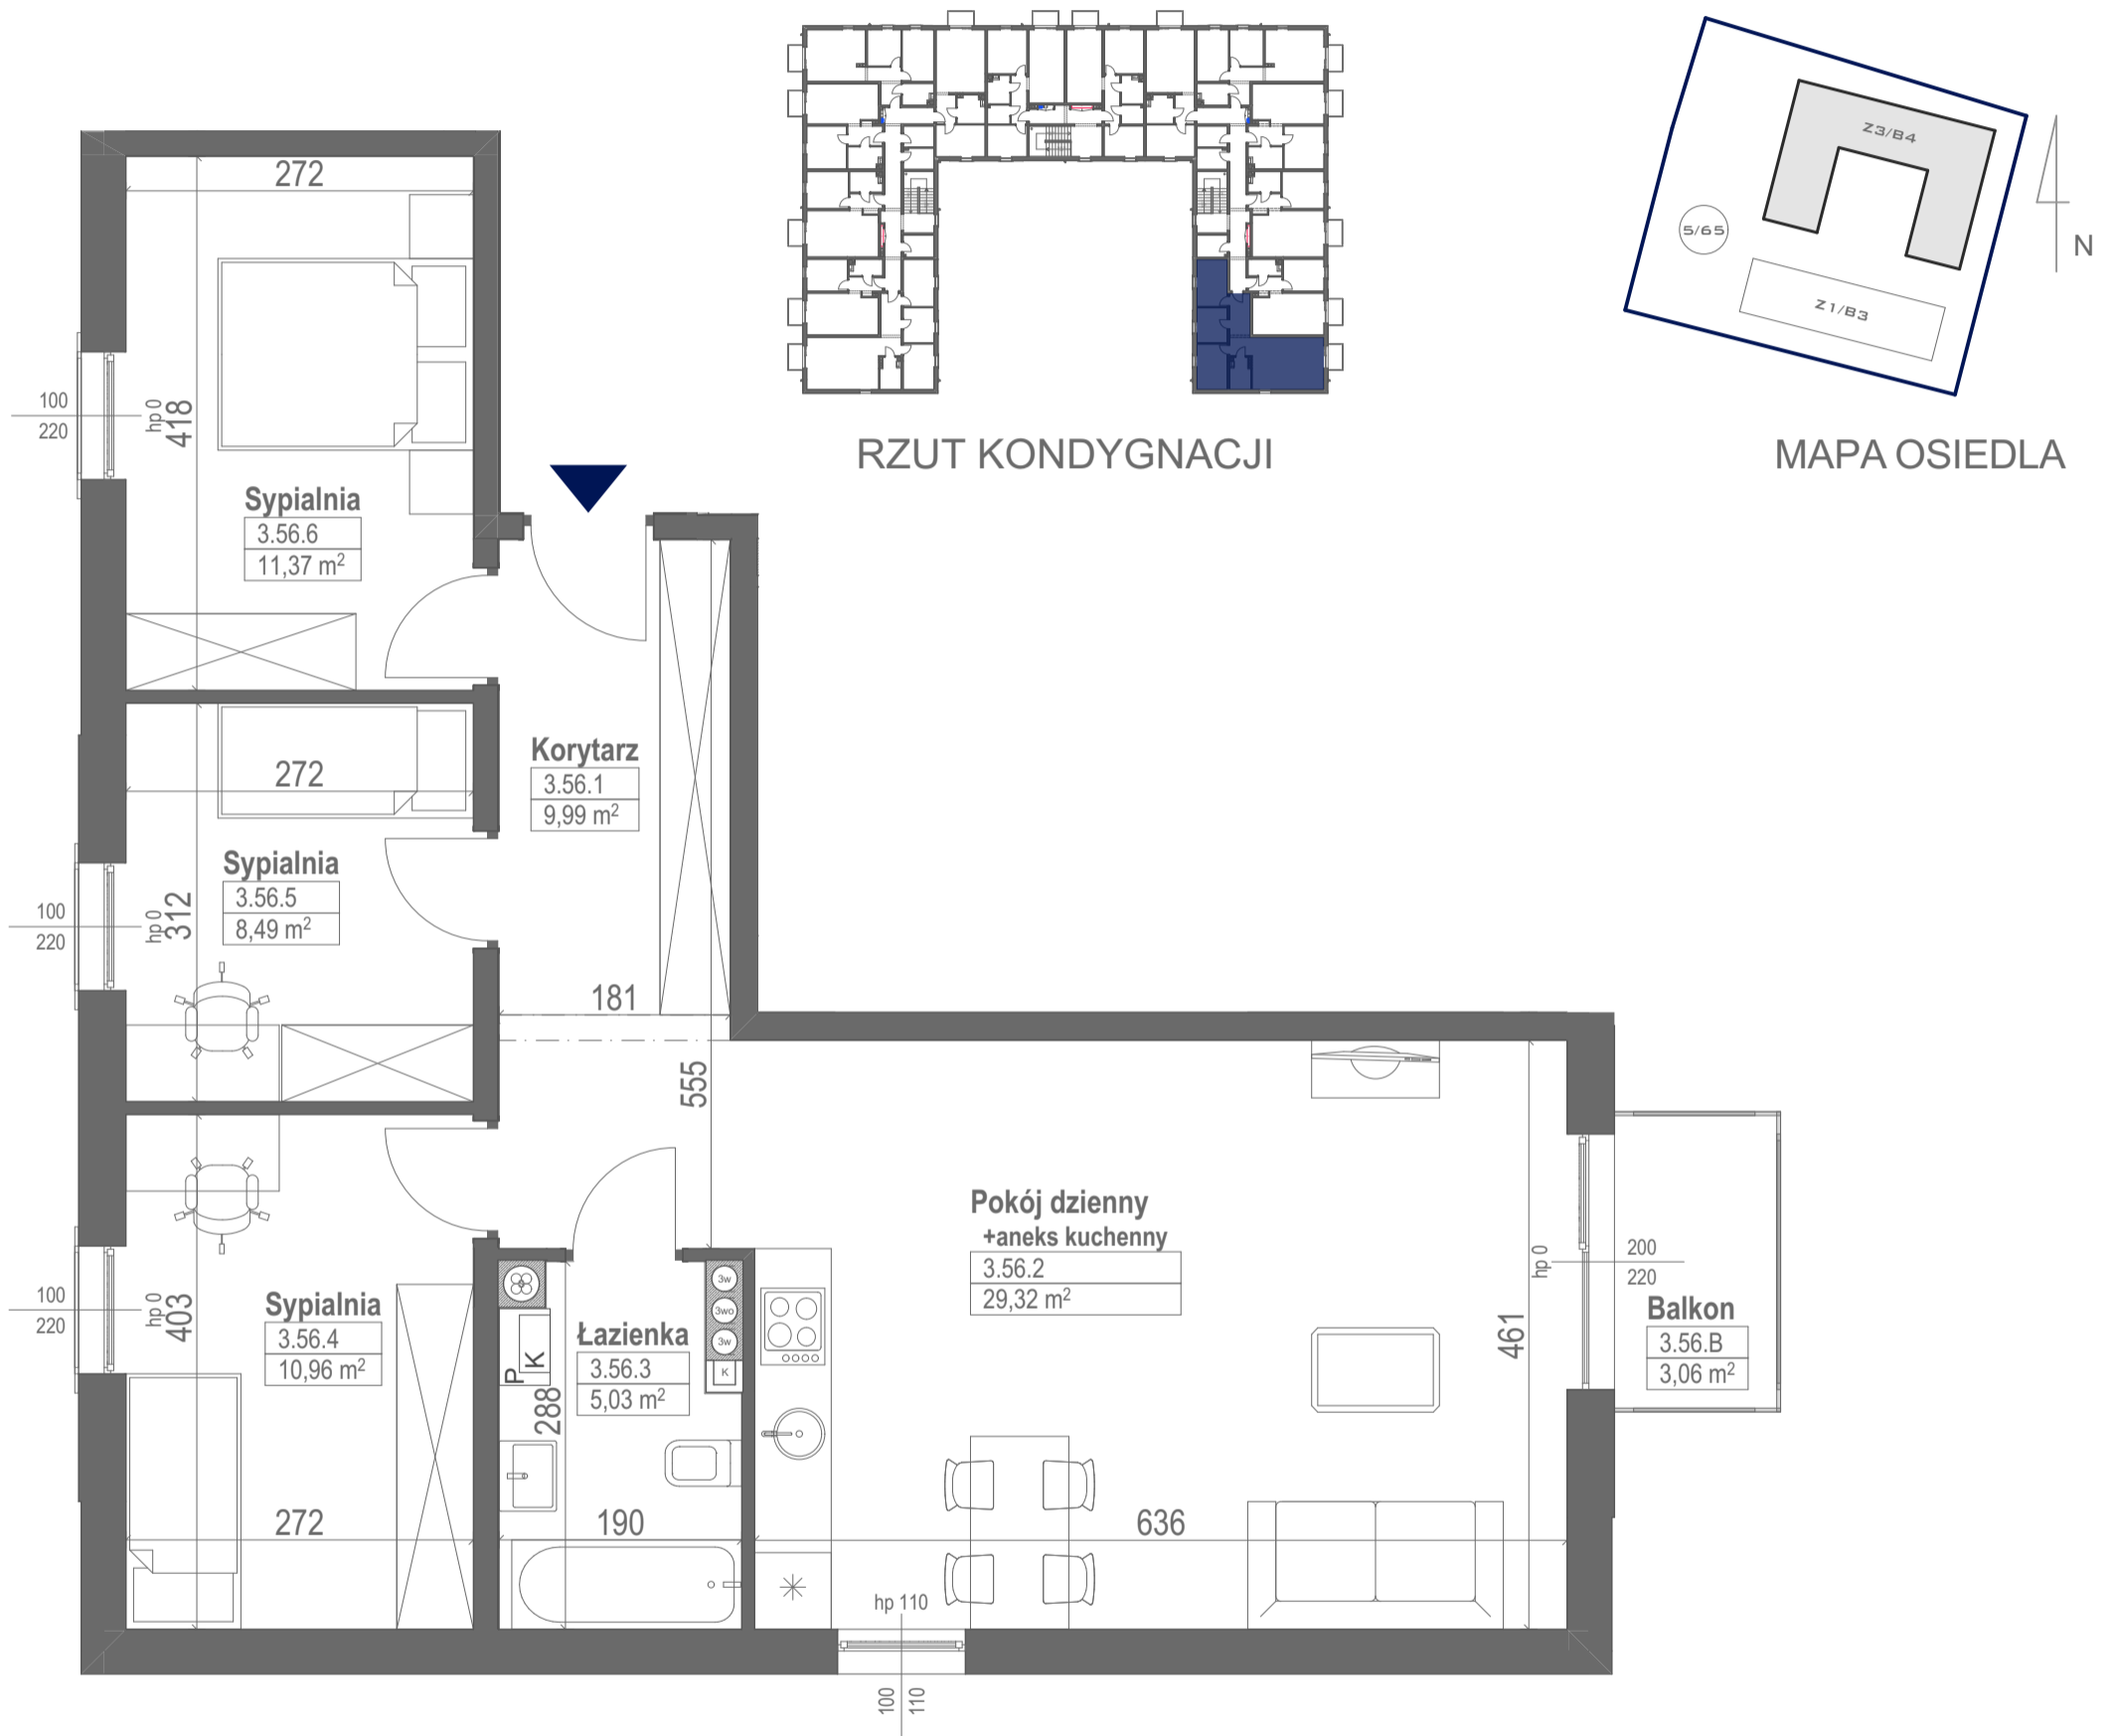 Z3/B4
5/65
Z1/B3
N
RZUT KONDYGNACJI
MAPA OSIEDLA
272
100
220
hp 0
418
Sypialnia
3.56.6
11,37 m²
272
Korytarz
3.56.1
9,99 m²
Sypialnia
3.56.5
8,49 m²
100
220
hp 0
312
181
555
Pokój dzienny
+aneks kuchenny
3.56.2
29,32 m²
hp 0
200
220
461
Balkon
3.56.B
3,06 m²
100
220
hp 0
403
Sypialnia
3.56.4
10,96 m²
3w
3wo
3w
K
P
K
Łazienka
3.56.3
5,03 m²
288
272
190
636
hp 110
100
110